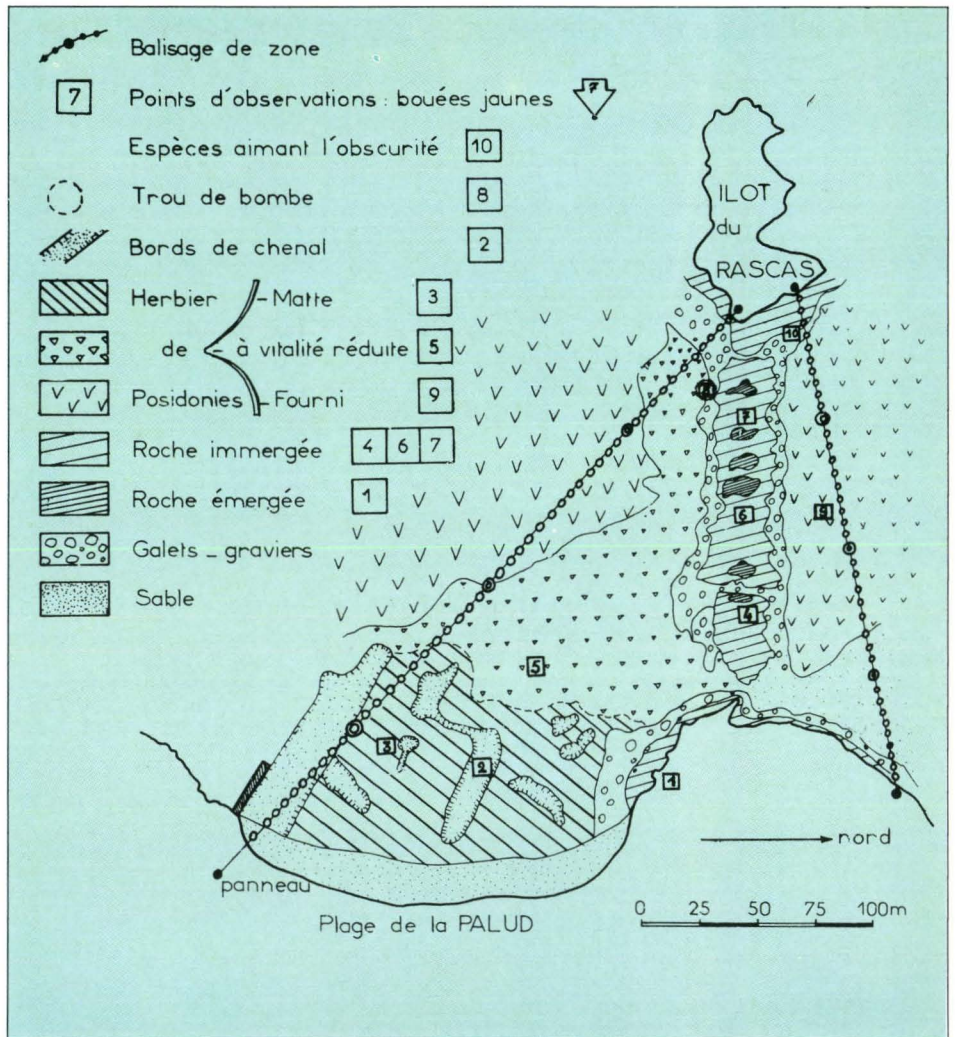 Balisage de zone
7 Points d'observations : bouées jaunes 7
Espèces aimant l'obscurité 10
Trou de bombe 8
Bords de chenal 2
Herbier - Matte 3
de - à vitalité réduite 5
Posidonies - Fourni 9
Roche immergée 4 6 7
Roche émergée 1
Galets _ graviers
Sable
ILOT
du
RASCAS
10
8
7
9
6
4
5
3
2
1
nord
panneau
0 25 50 75 100m
Plage de la PALUD